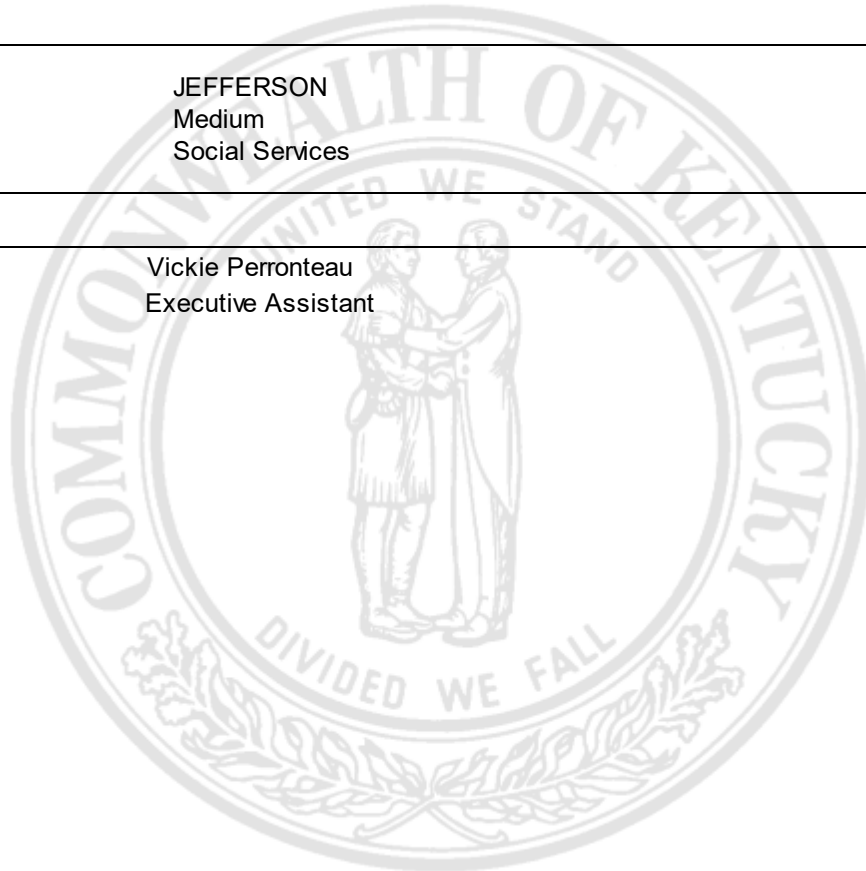 JEFFERSON
Medium
Social Services
Vickie Perronteau
Executive Assistant
COMMONWEALTH OF KENTUCKY
UNITED WE STAND
DIVIDED WE FALL